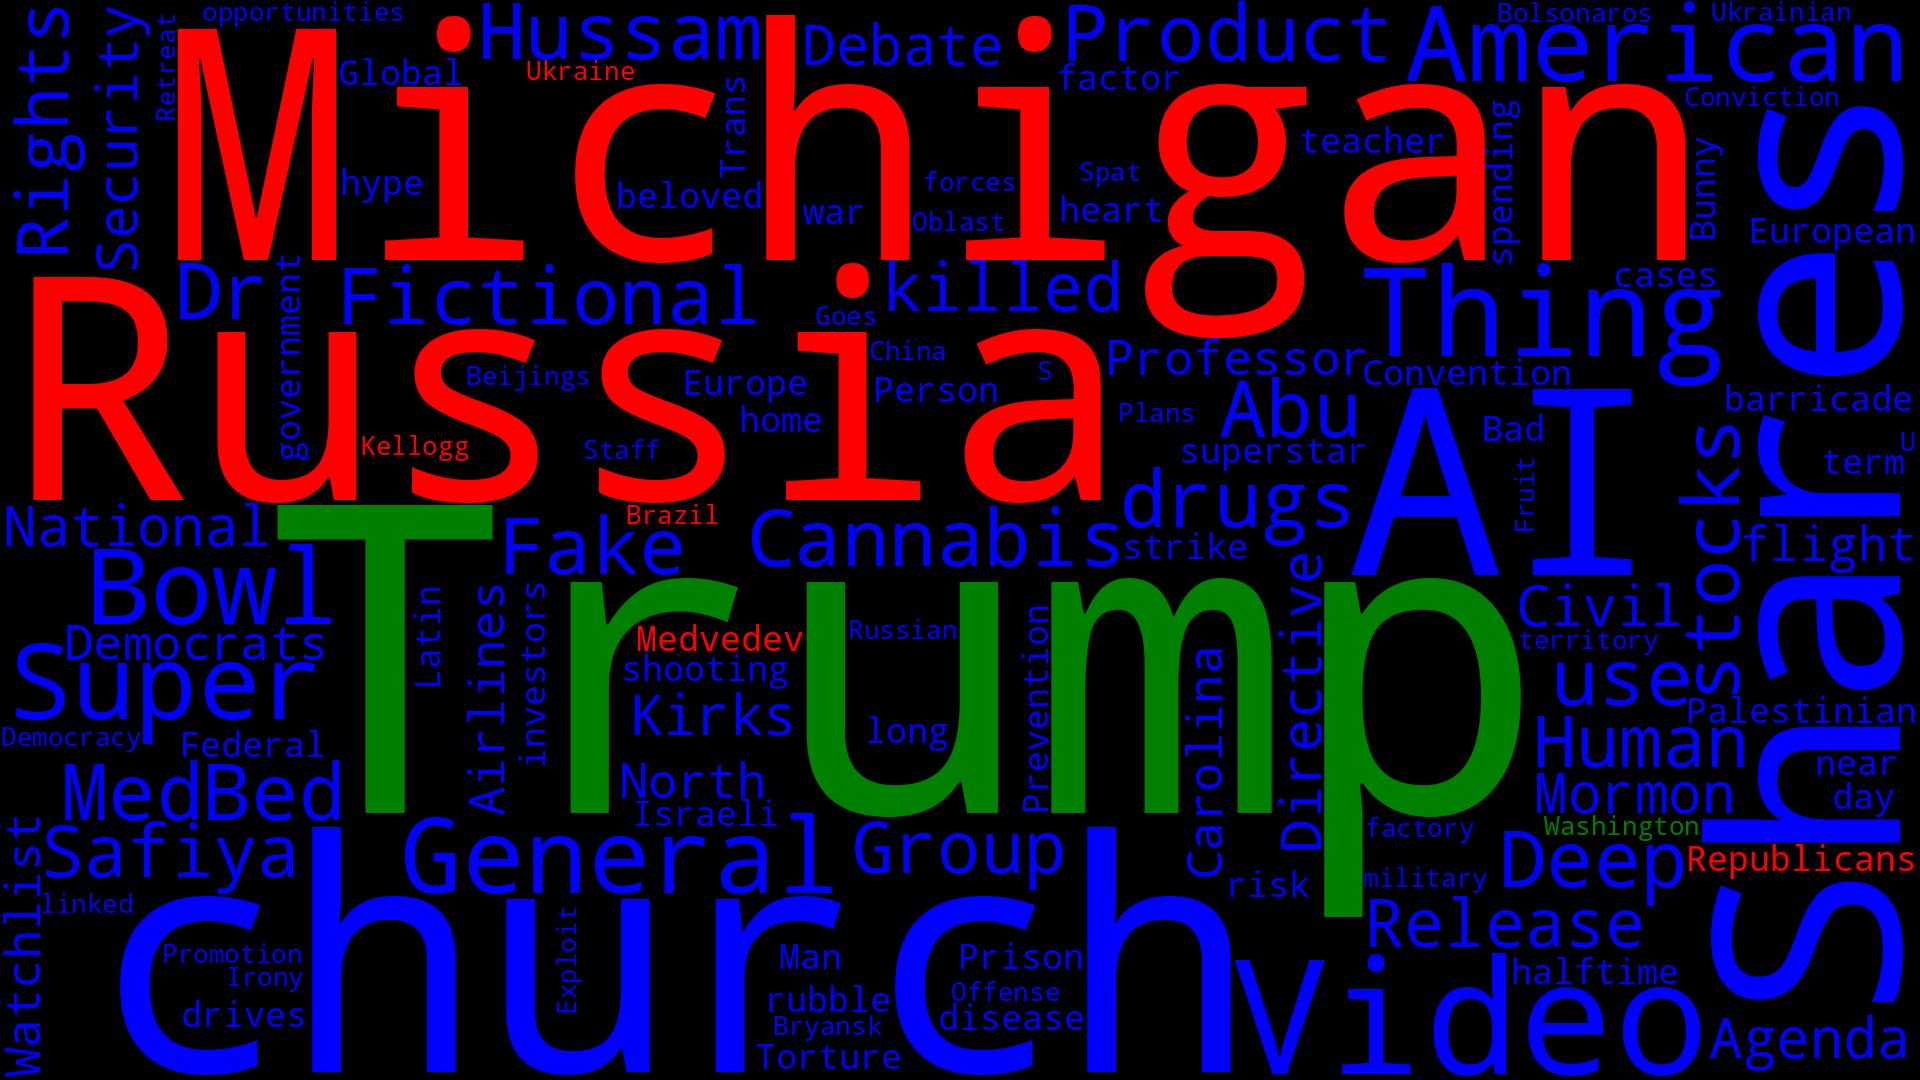 opportunities
Hussam
Debate
Product
American
Bolsonaros
Ukrainian
Rights
Security
Retreat
Michigan
Global
Ukraine
factor
Conviction
Trans
teacher
spending
Bunny
hype
beloved
war
forces
Oblast
Spat
heart
European
Shares
Dr
government
Fictional
killed
Thing
cases
Russia
Goes
China
Beijings
Europe
Person
S
Professor
Convention
home
Plans
Abu
AI
Bad
barricade
Kellogg
Staff
superstar
Fruit
stocks
term
U
National
Trump
Fake
Brazil
Cannabis
drugs
strike
flight
Bowl
Democrats
Super
Latin
Airlines
investors
Medvedev
Russian
shooting
Kirks
long
Prevention
Carolina
Directive
Civil
territory
use
Palestinian
Democracy
Federal
Human
near
MedBed
North
Israeli
Mormon
day
Washington
Safiya
General
Group
factory
Deep
Republicans
Watchlist
linked
church
risk
military
Release
Promotion
Irony
drives
Exploit
Man
rubble
Bryansk
Torture
Prison
Offense
disease
Video
halftime
Agenda